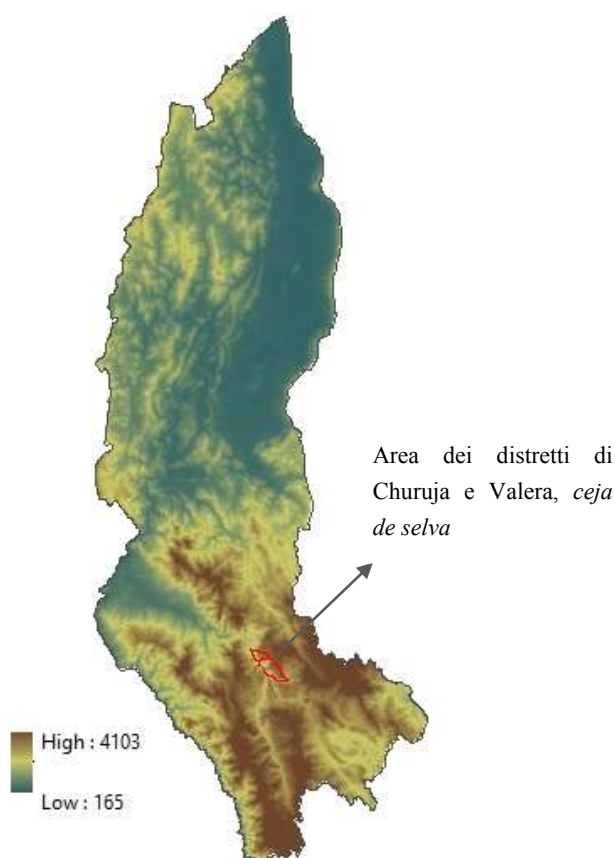 Area dei distretti di
Churuja e Valera, ceja
de selva
High : 4103
Low : 165